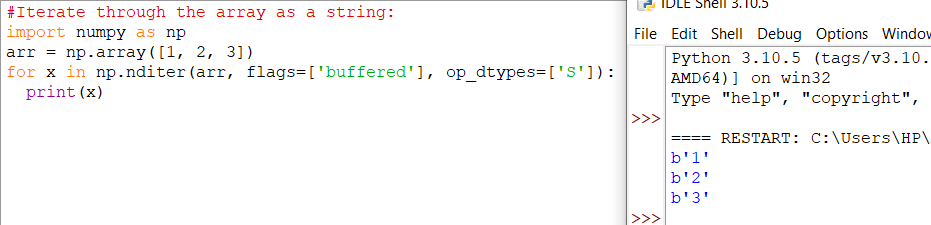 #Iterate through the array as a string:
import numpy as np
arr = np.array([1, 2, 3])
for x in np.nditer(arr, flags=['buffered'], op_dtypes=['S']):
  print(x)
IDLE Shell 3.10.5
File Edit Shell Debug Options Window
Python 3.10.5 (tags/v3.10.
AMD64)] on win32
Type "help", "copyright",
>>>
==== RESTART: C:\Users\HP\
b'1'
b'2'
b'3'
>>>